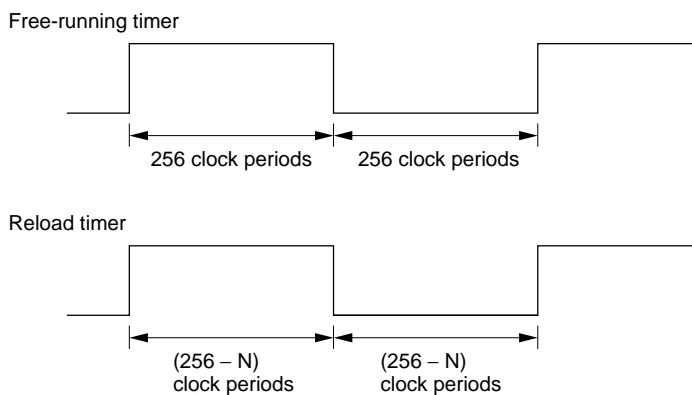 Free-running timer
256 clock periods
256 clock periods
Reload timer
(256 – N)
clock periods
(256 – N)
clock periods